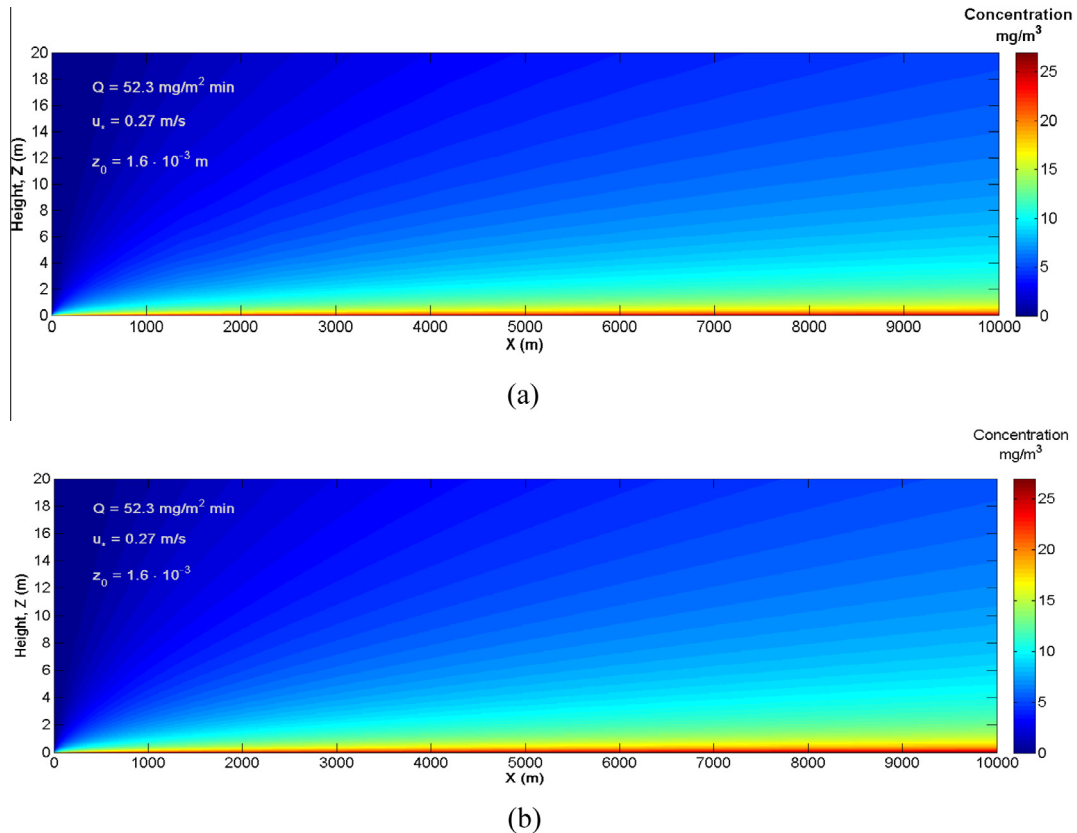 Concentration
mg/m³
Q = 52.3 mg/m² min
u* = 0.27 m/s
z₀ = 1.6 · 10⁻³ m
Height, Z (m)
20
18
16
14
12
10
8
6
4
2
0
0 1000 2000 3000 4000 5000 6000 7000 8000 9000 10000
X (m)
25
20
15
10
5
0
(a)
Concentration
mg/m³
Q = 52.3 mg/m² min
u* = 0.27 m/s
z₀ = 1.6 · 10⁻³
Height, Z (m)
20
18
16
14
12
10
8
6
4
2
0
0 1000 2000 3000 4000 5000 6000 7000 8000 9000 10000
X (m)
25
20
15
10
5
0
(b)